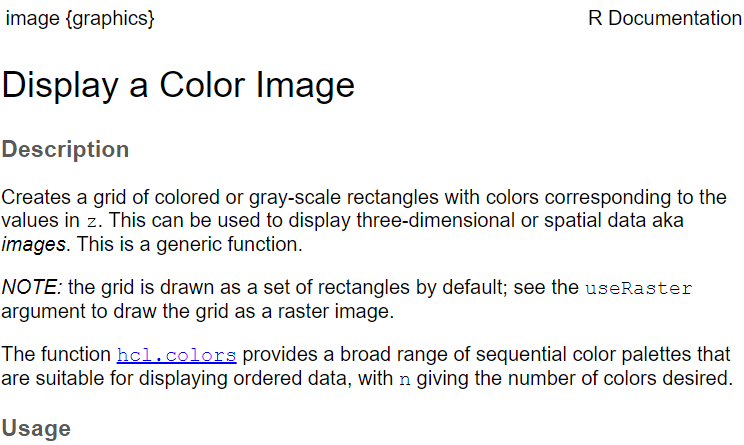 image {graphics} R Documentation
Display a Color Image
Description
Creates a grid of colored or gray-scale rectangles with colors corresponding to the
values in z. This can be used to display three-dimensional or spatial data aka
images. This is a generic function.
NOTE: the grid is drawn as a set of rectangles by default; see the useRaster
argument to draw the grid as a raster image.
The function hcl.colors provides a broad range of sequential color palettes that
are suitable for displaying ordered data, with n giving the number of colors desired.
Usage